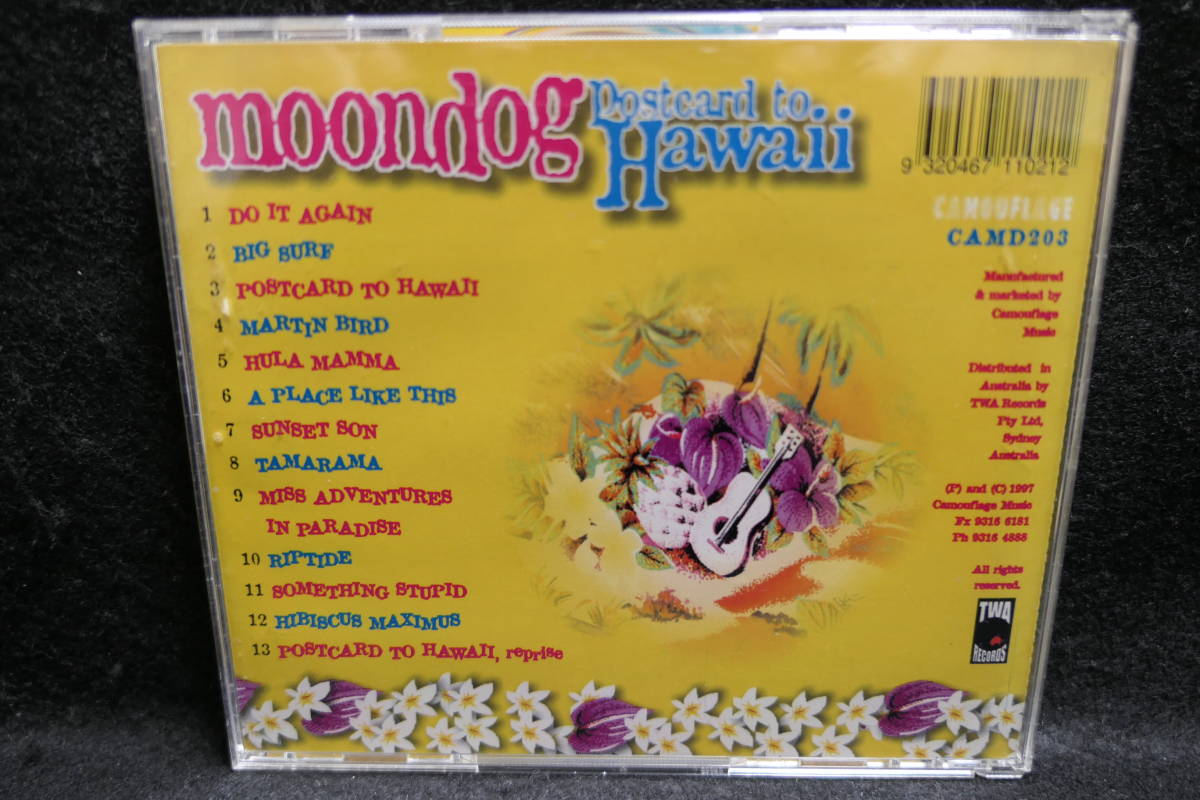 moondog
Postcard to
Hawaii
9 320467 110212
CAMOUFLAGE
CAMD203
1 DO IT AGAIN
2 BIG SURF
3 POSTCARD TO HAWAII
4 MARTIN BIRD
5 HULA MAMMA
6 A PLACE LIKE THIS
7 SUNSET SON
8 TAMARAMA
9 MISS ADVENTURES
IN PARADISE
10 RIPTIDE
11 SOMETHING STUPID
12 HIBISCUS MAXIMUS
13 POSTCARD TO HAWAII, reprise
Manufactured
& marketed by
Camouflage
Music
Distributed in
Australia by
TWA Records
Pty Ltd,
Sydney
Australia
(P) and (C) 1997
Camouflage Music
Fx 9316 6181
Ph 9316 4888
All rights
reserved.
TWA
RECORDS